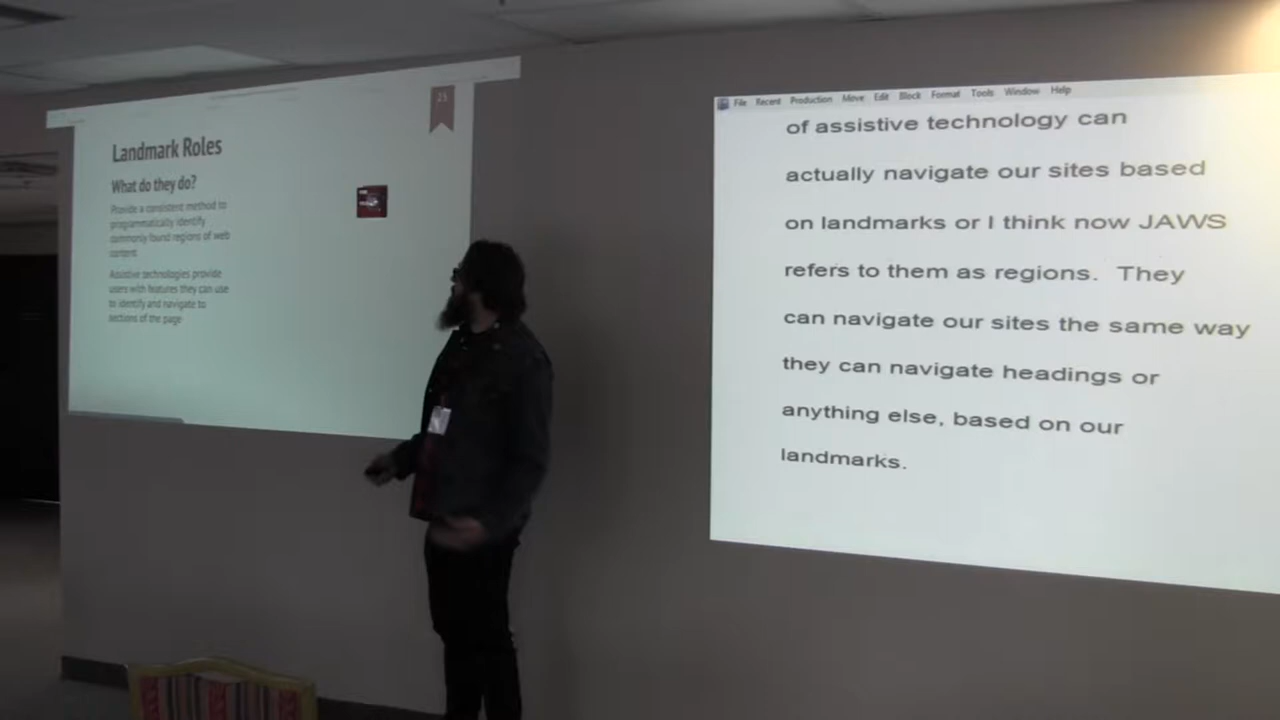 25
Landmark Roles
What do they do?
Provide a consistent method to
programmatically identify
commonly found regions of web
content
Assistive technologies provide
users with features they can use
to identify and navigate to
sections of the page
File Recent Production Move Edit Block Format Tools Window Help
of assistive technology can
actually navigate our sites based
on landmarks or I think now JAWS
refers to them as regions. They
can navigate our sites the same way
they can navigate headings or
anything else, based on our
landmarks.